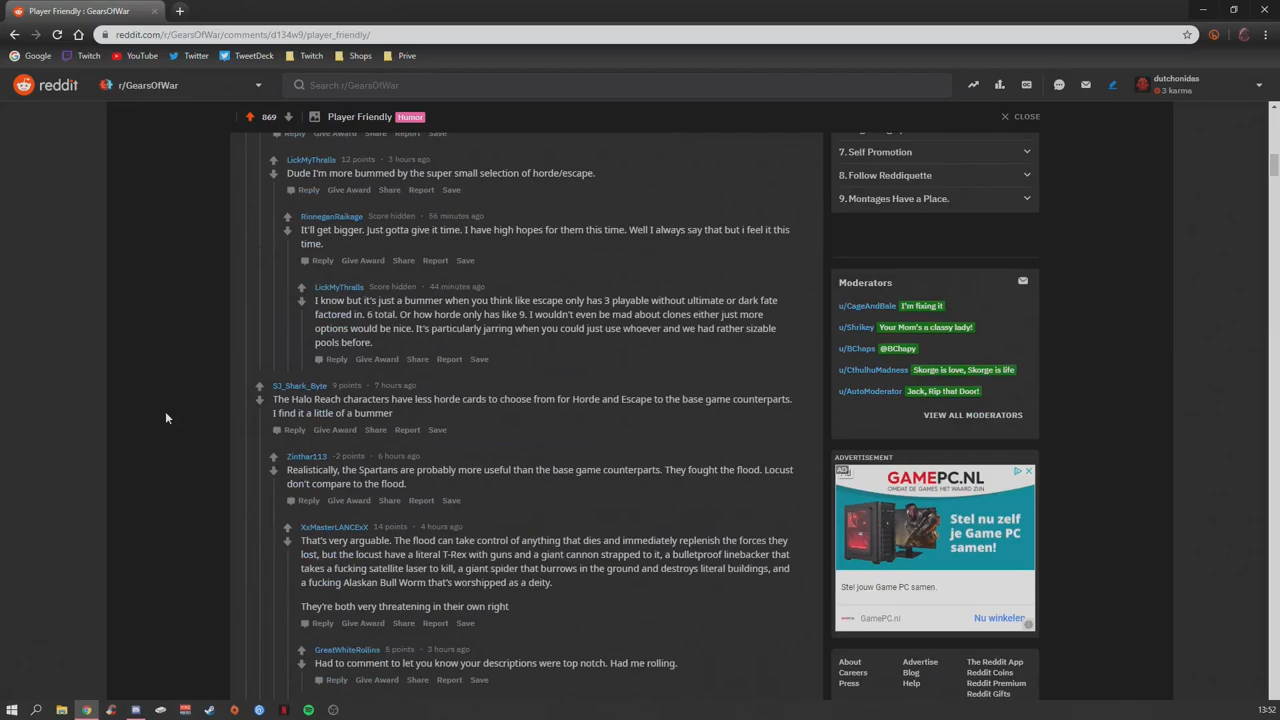 Player Friendly : GearsOfWar
reddit.com/r/GearsOfWar/comments/d134w9/player_friendly/
Google Twitch YouTube Twitter TweetDeck Twitch Shops Prive
reddit r/GearsOfWar Search r/GearsOfWar dutchonidas
3 karma
869 Player Friendly Humor CLOSE
Reply Give Award Share Report Save
LickMyThralls 12 points • 3 hours ago
Dude I'm more bummed by the super small selection of horde/escape.
Reply Give Award Share Report Save
RinneganRaikage Score hidden • 56 minutes ago
It'll get bigger. Just gotta give it time. I have high hopes for them this time. Well I always say that but i feel it this
time.
Reply Give Award Share Report Save
LickMyThralls Score hidden • 44 minutes ago
I know but it's just a bummer when you think like escape only has 3 playable without ultimate or dark fate
factored in. 6 total. Or how horde only has like 9. I wouldn't even be mad about clones either just more
options would be nice. It's particularly jarring when you could just use whoever and we had rather sizable
pools before.
Reply Give Award Share Report Save
SJ_Shark_Byte 9 points • 7 hours ago
The Halo Reach characters have less horde cards to choose from for Horde and Escape to the base game counterparts.
I find it a little of a bummer
Reply Give Award Share Report Save
Zinthar113 -2 points • 6 hours ago
Realistically, the Spartans are probably more useful than the base game counterparts. They fought the flood. Locust
don't compare to the flood.
Reply Give Award Share Report Save
XxMasterLANCExX 14 points • 4 hours ago
That's very arguable. The flood can take control of anything that dies and immediately replenish the forces they
lost, but the locust have a literal T-Rex with guns and a giant cannon strapped to it, a bulletproof linebacker that
takes a fucking satellite laser to kill, a giant spider that burrows in the ground and destroys literal buildings, and
a fucking Alaskan Bull Worm that's worshipped as a deity.
They're both very threatening in their own right
Reply Give Award Share Report Save
GreatWhiteRollins 5 points • 3 hours ago
Had to comment to let you know your descriptions were top notch. Had me rolling.
Reply Give Award Share Report Save
7. Self Promotion
8. Follow Reddiquette
9. Montages Have a Place.
Moderators
u/CageAndBale I'm fixing it
u/Shrikey Your Mom's a classy lady!
u/BChaps @BChapy
u/CthulhuMadness Skorge is love, Skorge is life
u/AutoModerator Jack, Rip that Door!
VIEW ALL MODERATORS
ADVERTISEMENT
AD
GAMEPC.NL
OMDAT DE GAMES HET WAARD ZIJN
Stel nu zelf
je Game PC
samen!
Stel jouw Game PC samen.
GamePC.nl Nu winkelen
About Advertise The Reddit App
Careers Blog Reddit Coins
Press Help Reddit Premium
Reddit Gifts
13:52